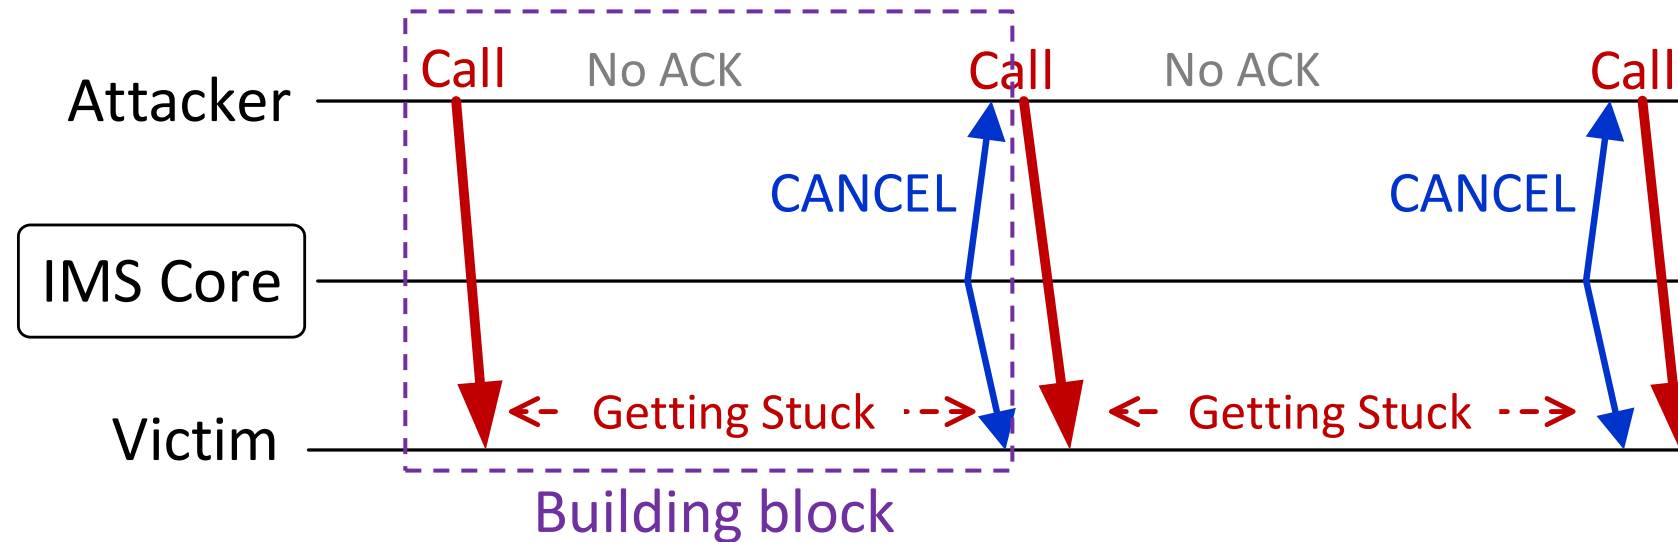 Call No ACK Call No ACK Call
Attacker
CANCEL CANCEL
IMS Core
Getting Stuck Getting Stuck
Victim
Building block